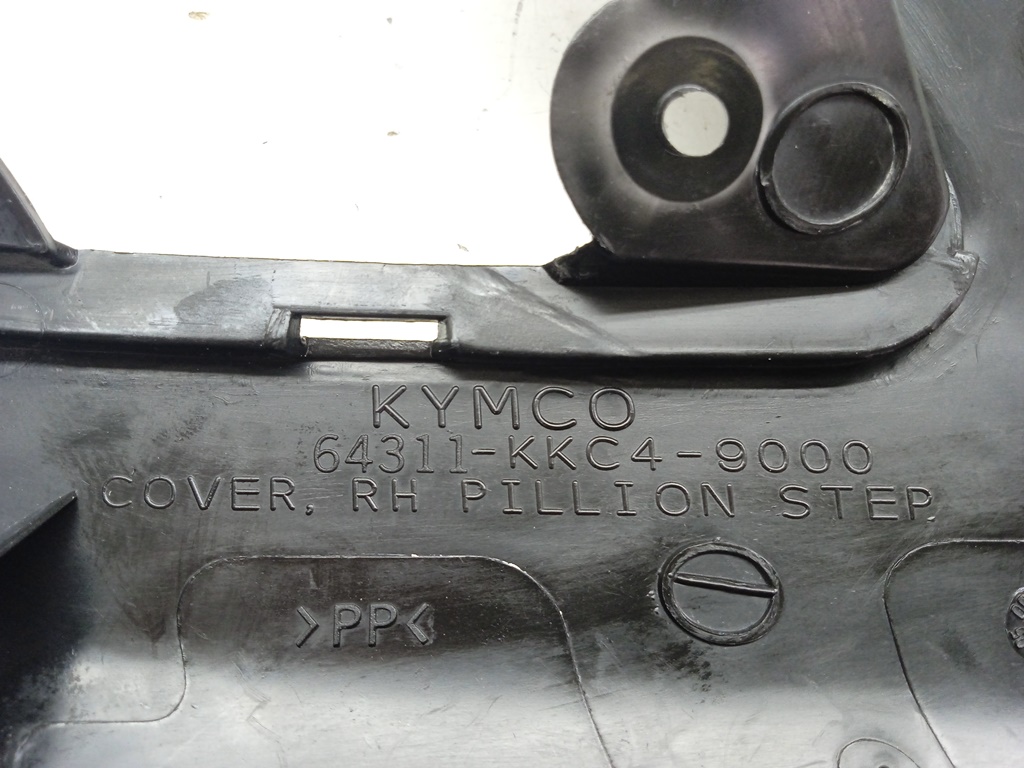 KYMCO
64311-KKC4-9000
COVER, RH PILLION STEP
>PP<